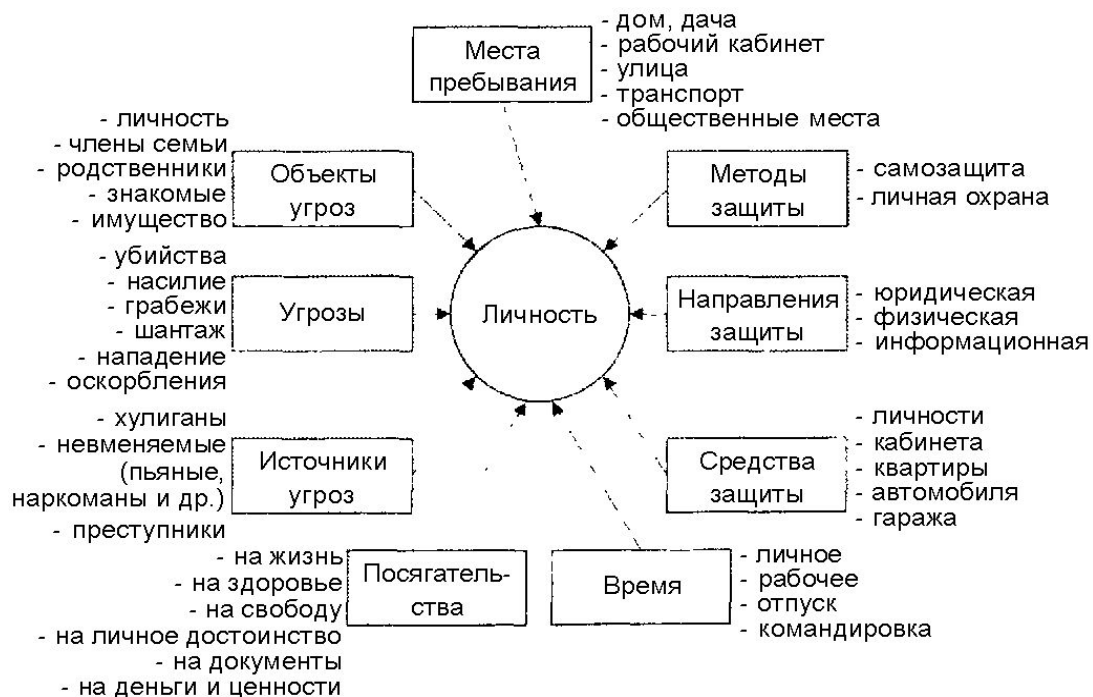 Места
пребывания
- дом, дача
- рабочий кабинет
- улица
- транспорт
- общественные места
- личность
- члены семьи
- родственники
- знакомые
- имущество
Объекты
угроз
Методы
защиты
- самозащита
- личная охрана
- убийства
- насилие
- грабежи
- шантаж
- нападение
- оскорбления
Угрозы
Личность
Направления
защиты
- юридическая
- физическая
- информационная
- хулиганы
- невменяемые
(пьяные,
наркоманы и др.)
- преступники
Источники
угроз
Средства
защиты
- личности
- кабинета
- квартиры
- автомобиля
- гаража
- на жизнь
- на здоровье
- на свободу
- на личное достоинство
- на документы
- на деньги и ценности
Посягатель-
ства
Время
- личное
- рабочее
- отпуск
- командировка